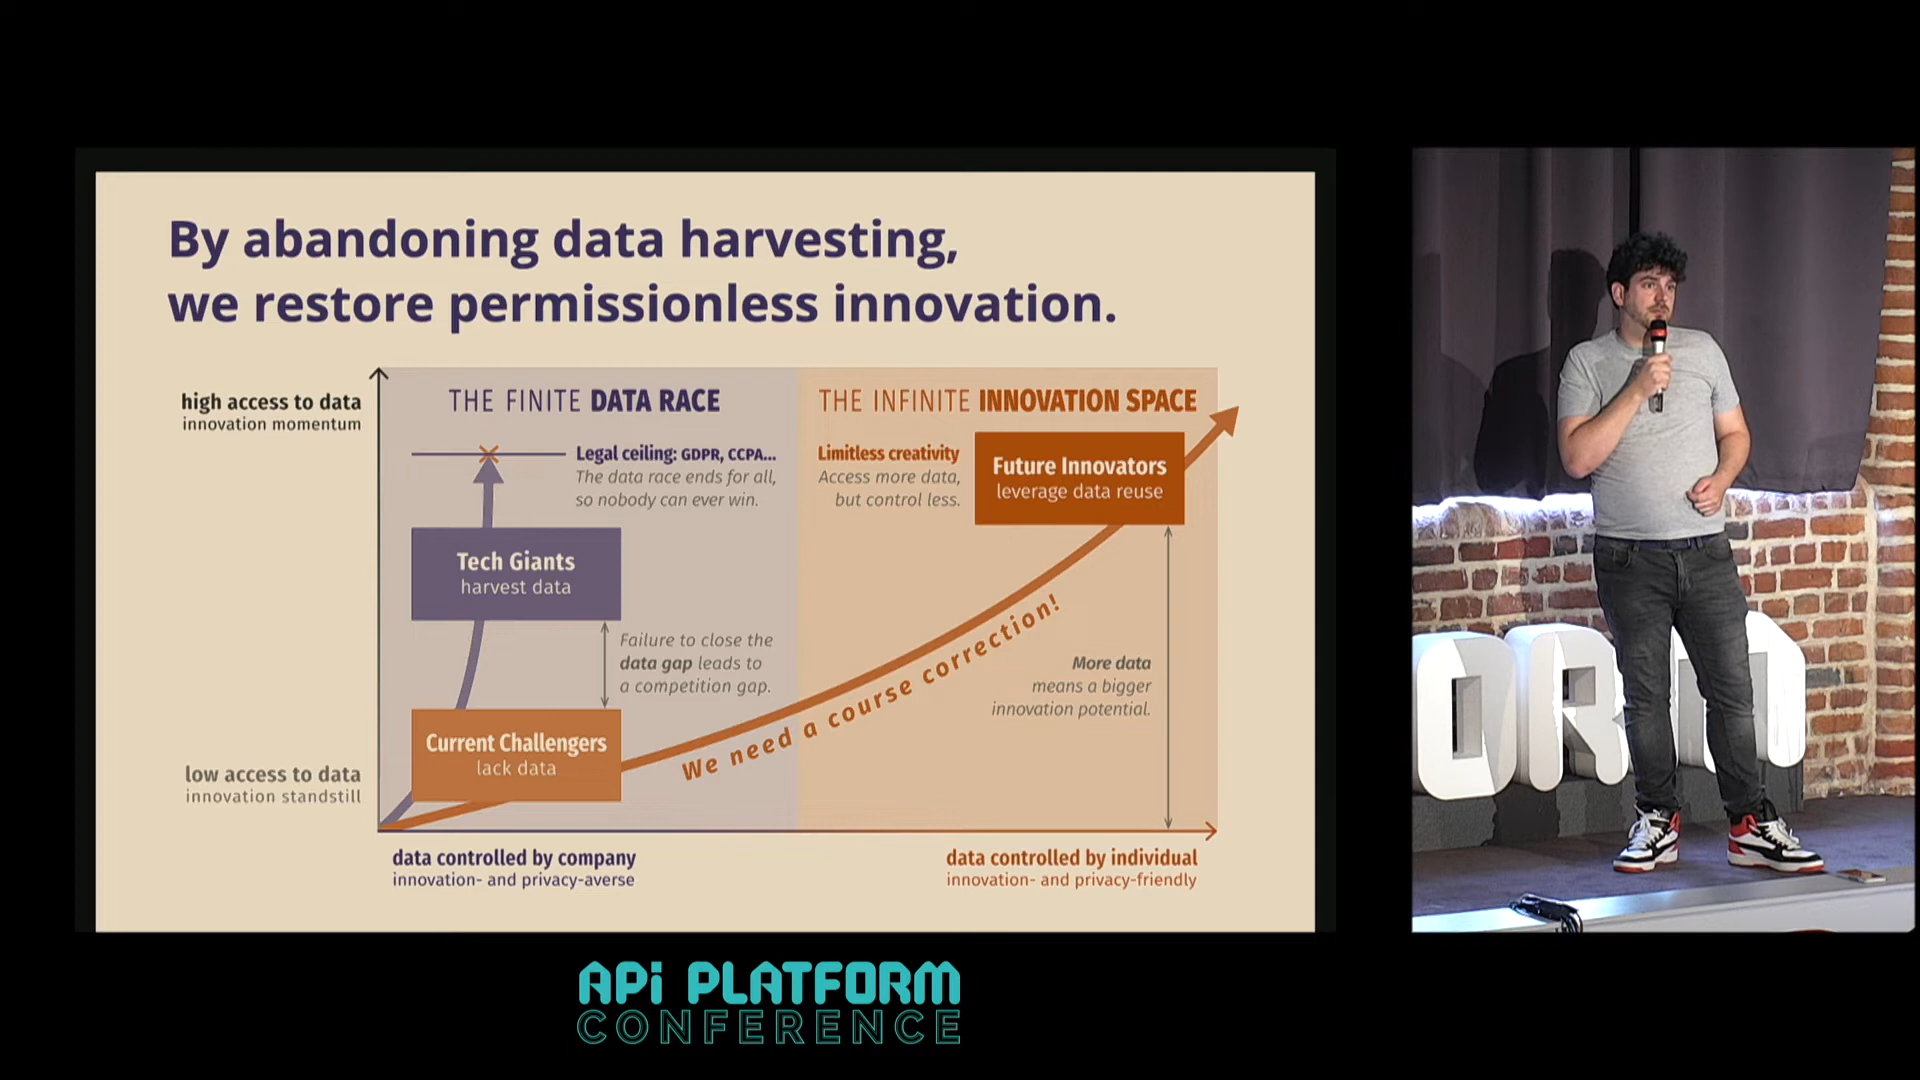 By abandoning data harvesting,
we restore permissionless innovation.
high access to data
innovation momentum
low access to data
innovation standstill
THE FINITE DATA RACE
Legal ceiling: GDPR, CCPA...
The data race ends for all,
so nobody can ever win.
Tech Giants
harvest data
Failure to close the
data gap leads to
a competition gap.
Current Challengers
lack data
THE INFINITE INNOVATION SPACE
Limitless creativity
Access more data,
but control less.
Future Innovators
leverage data reuse
We need a course correction!
More data
means a bigger
innovation potential.
data controlled by company
innovation- and privacy-averse
data controlled by individual
innovation- and privacy-friendly
ORM
API PLATFORM
CONFERENCE